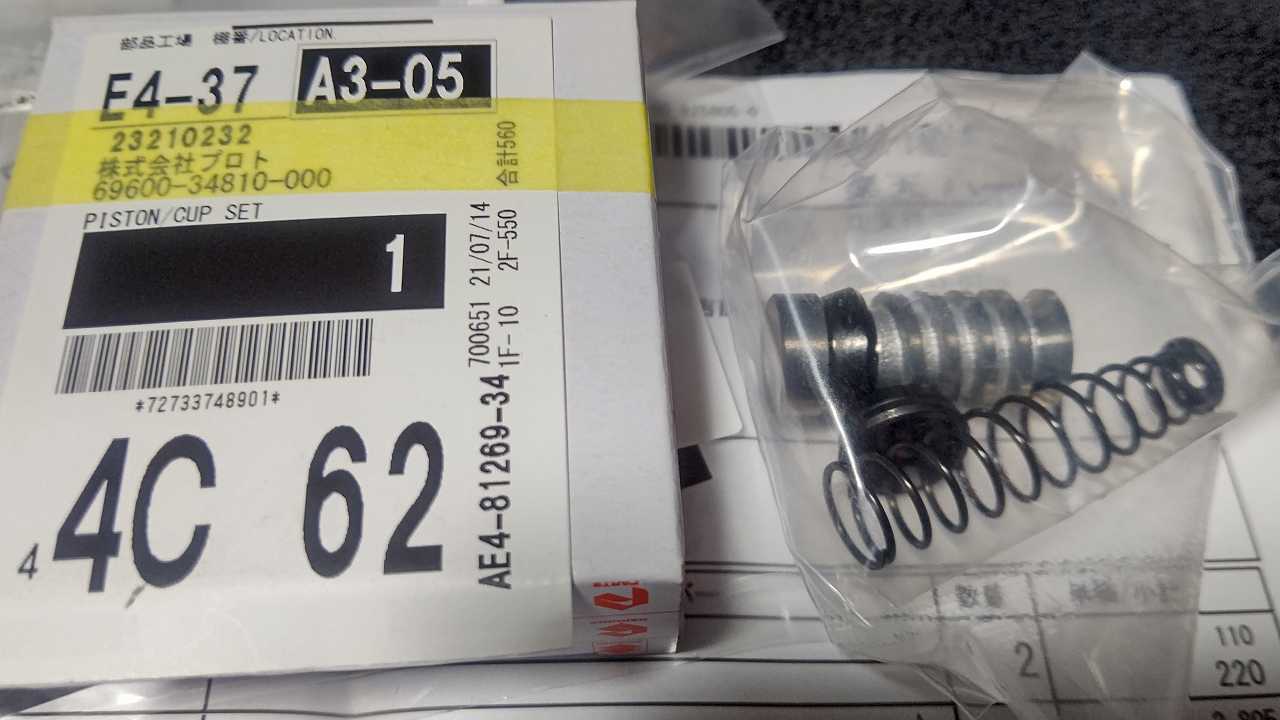 部品工場 棚番/LOCATION
E4-37
A3-05
23210232
株式会社プロト
69600-34810-000
合計560
PISTON/CUP SET
1
*72733748901*
4
4C 62
AE4-81269-34
700651 21/07/14
1F-10 2F-550
数量
2
110
220